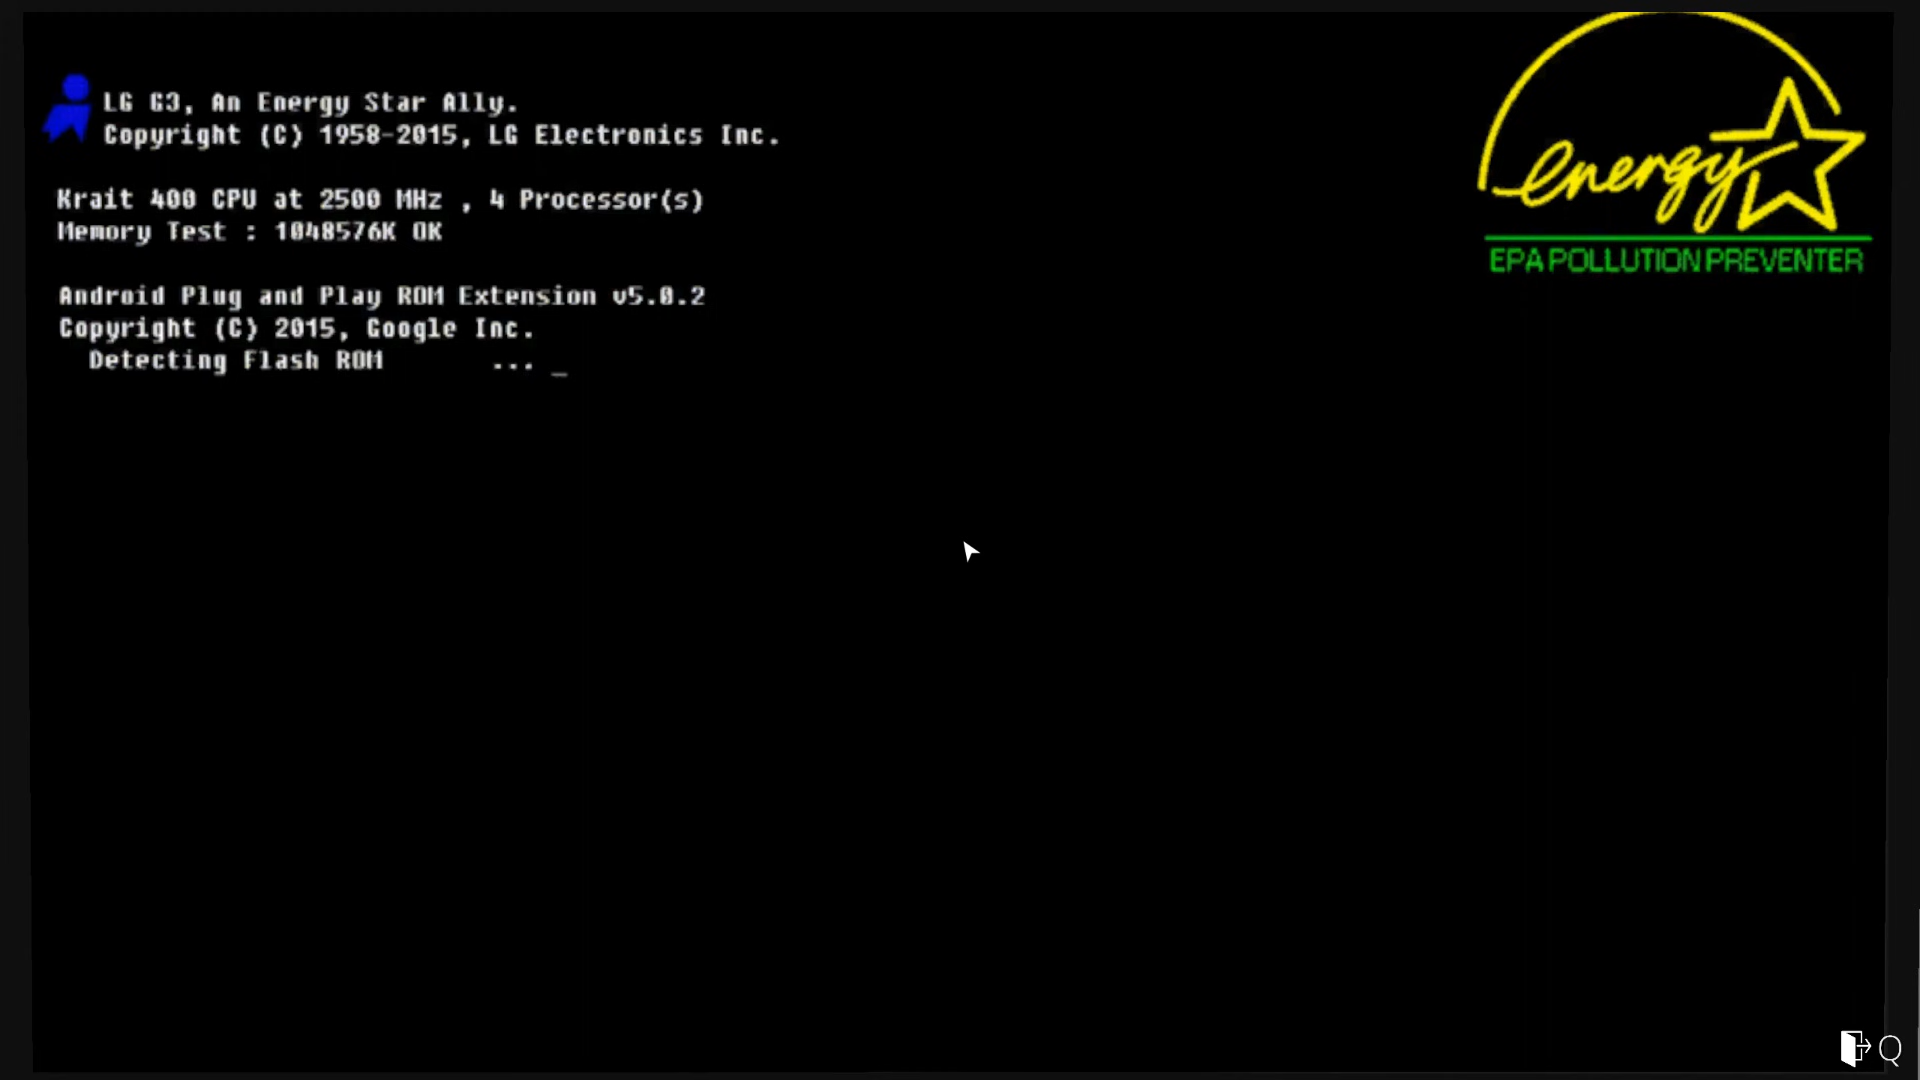 LG G3, An Energy Star Ally.
Copyright (C) 1958-2015, LG Electronics Inc.
Krait 400 CPU at 2500 MHz , 4 Processor(s)
Memory Test : 1048576K OK
Android Plug and Play ROM Extension v5.0.2
Copyright (C) 2015, Google Inc.
Detecting Flash ROM ... _
energy
EPA POLLUTION PREVENTER
Q